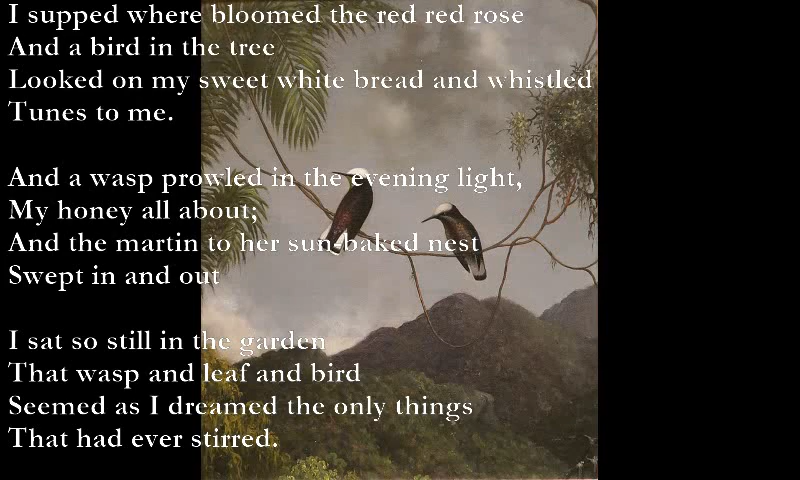 I supped where bloomed the red red rose
And a bird in the tree
Looked on my sweet white bread and whistled
Tunes to me.

And a wasp prowled in the evening light,
My honey all about;
And the martin to her sun-baked nest
Swept in and out

I sat so still in the garden
That wasp and leaf and bird
Seemed as I dreamed the only things
That had ever stirred.